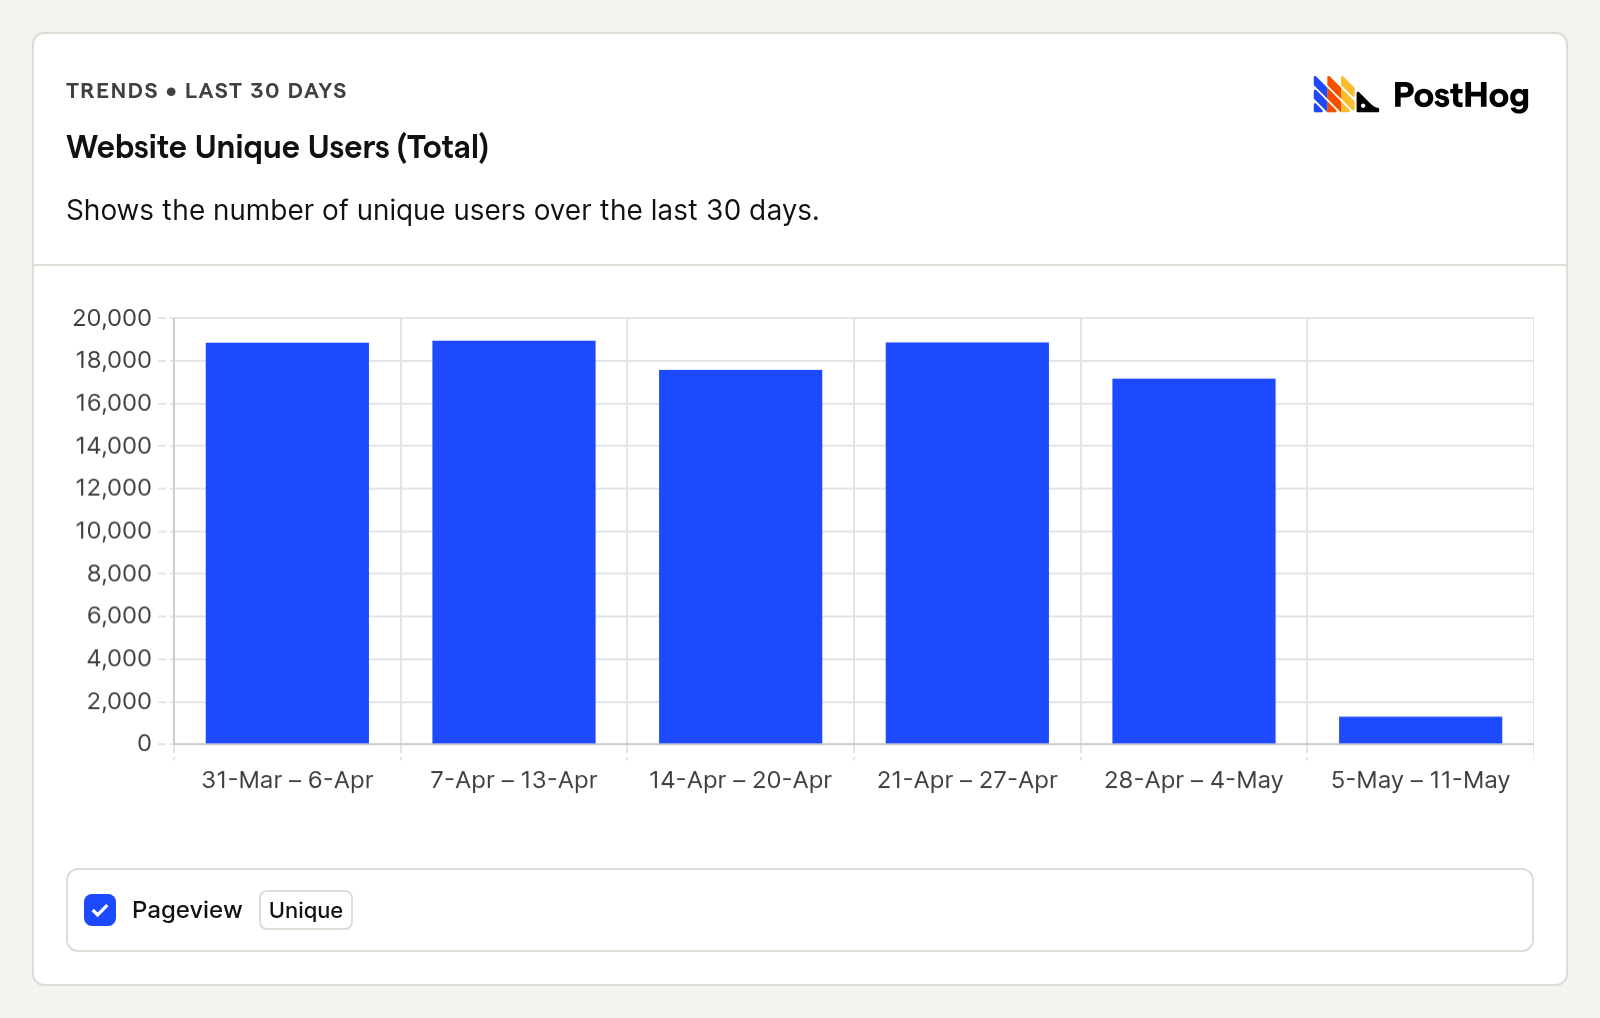 TRENDS • LAST 30 DAYS
PostHog
Website Unique Users (Total)
Shows the number of unique users over the last 30 days.
20,000
18,000
16,000
14,000
12,000
10,000
8,000
6,000
4,000
2,000
0
31-Mar – 6-Apr
7-Apr – 13-Apr
14-Apr – 20-Apr
21-Apr – 27-Apr
28-Apr – 4-May
5-May – 11-May
Pageview Unique